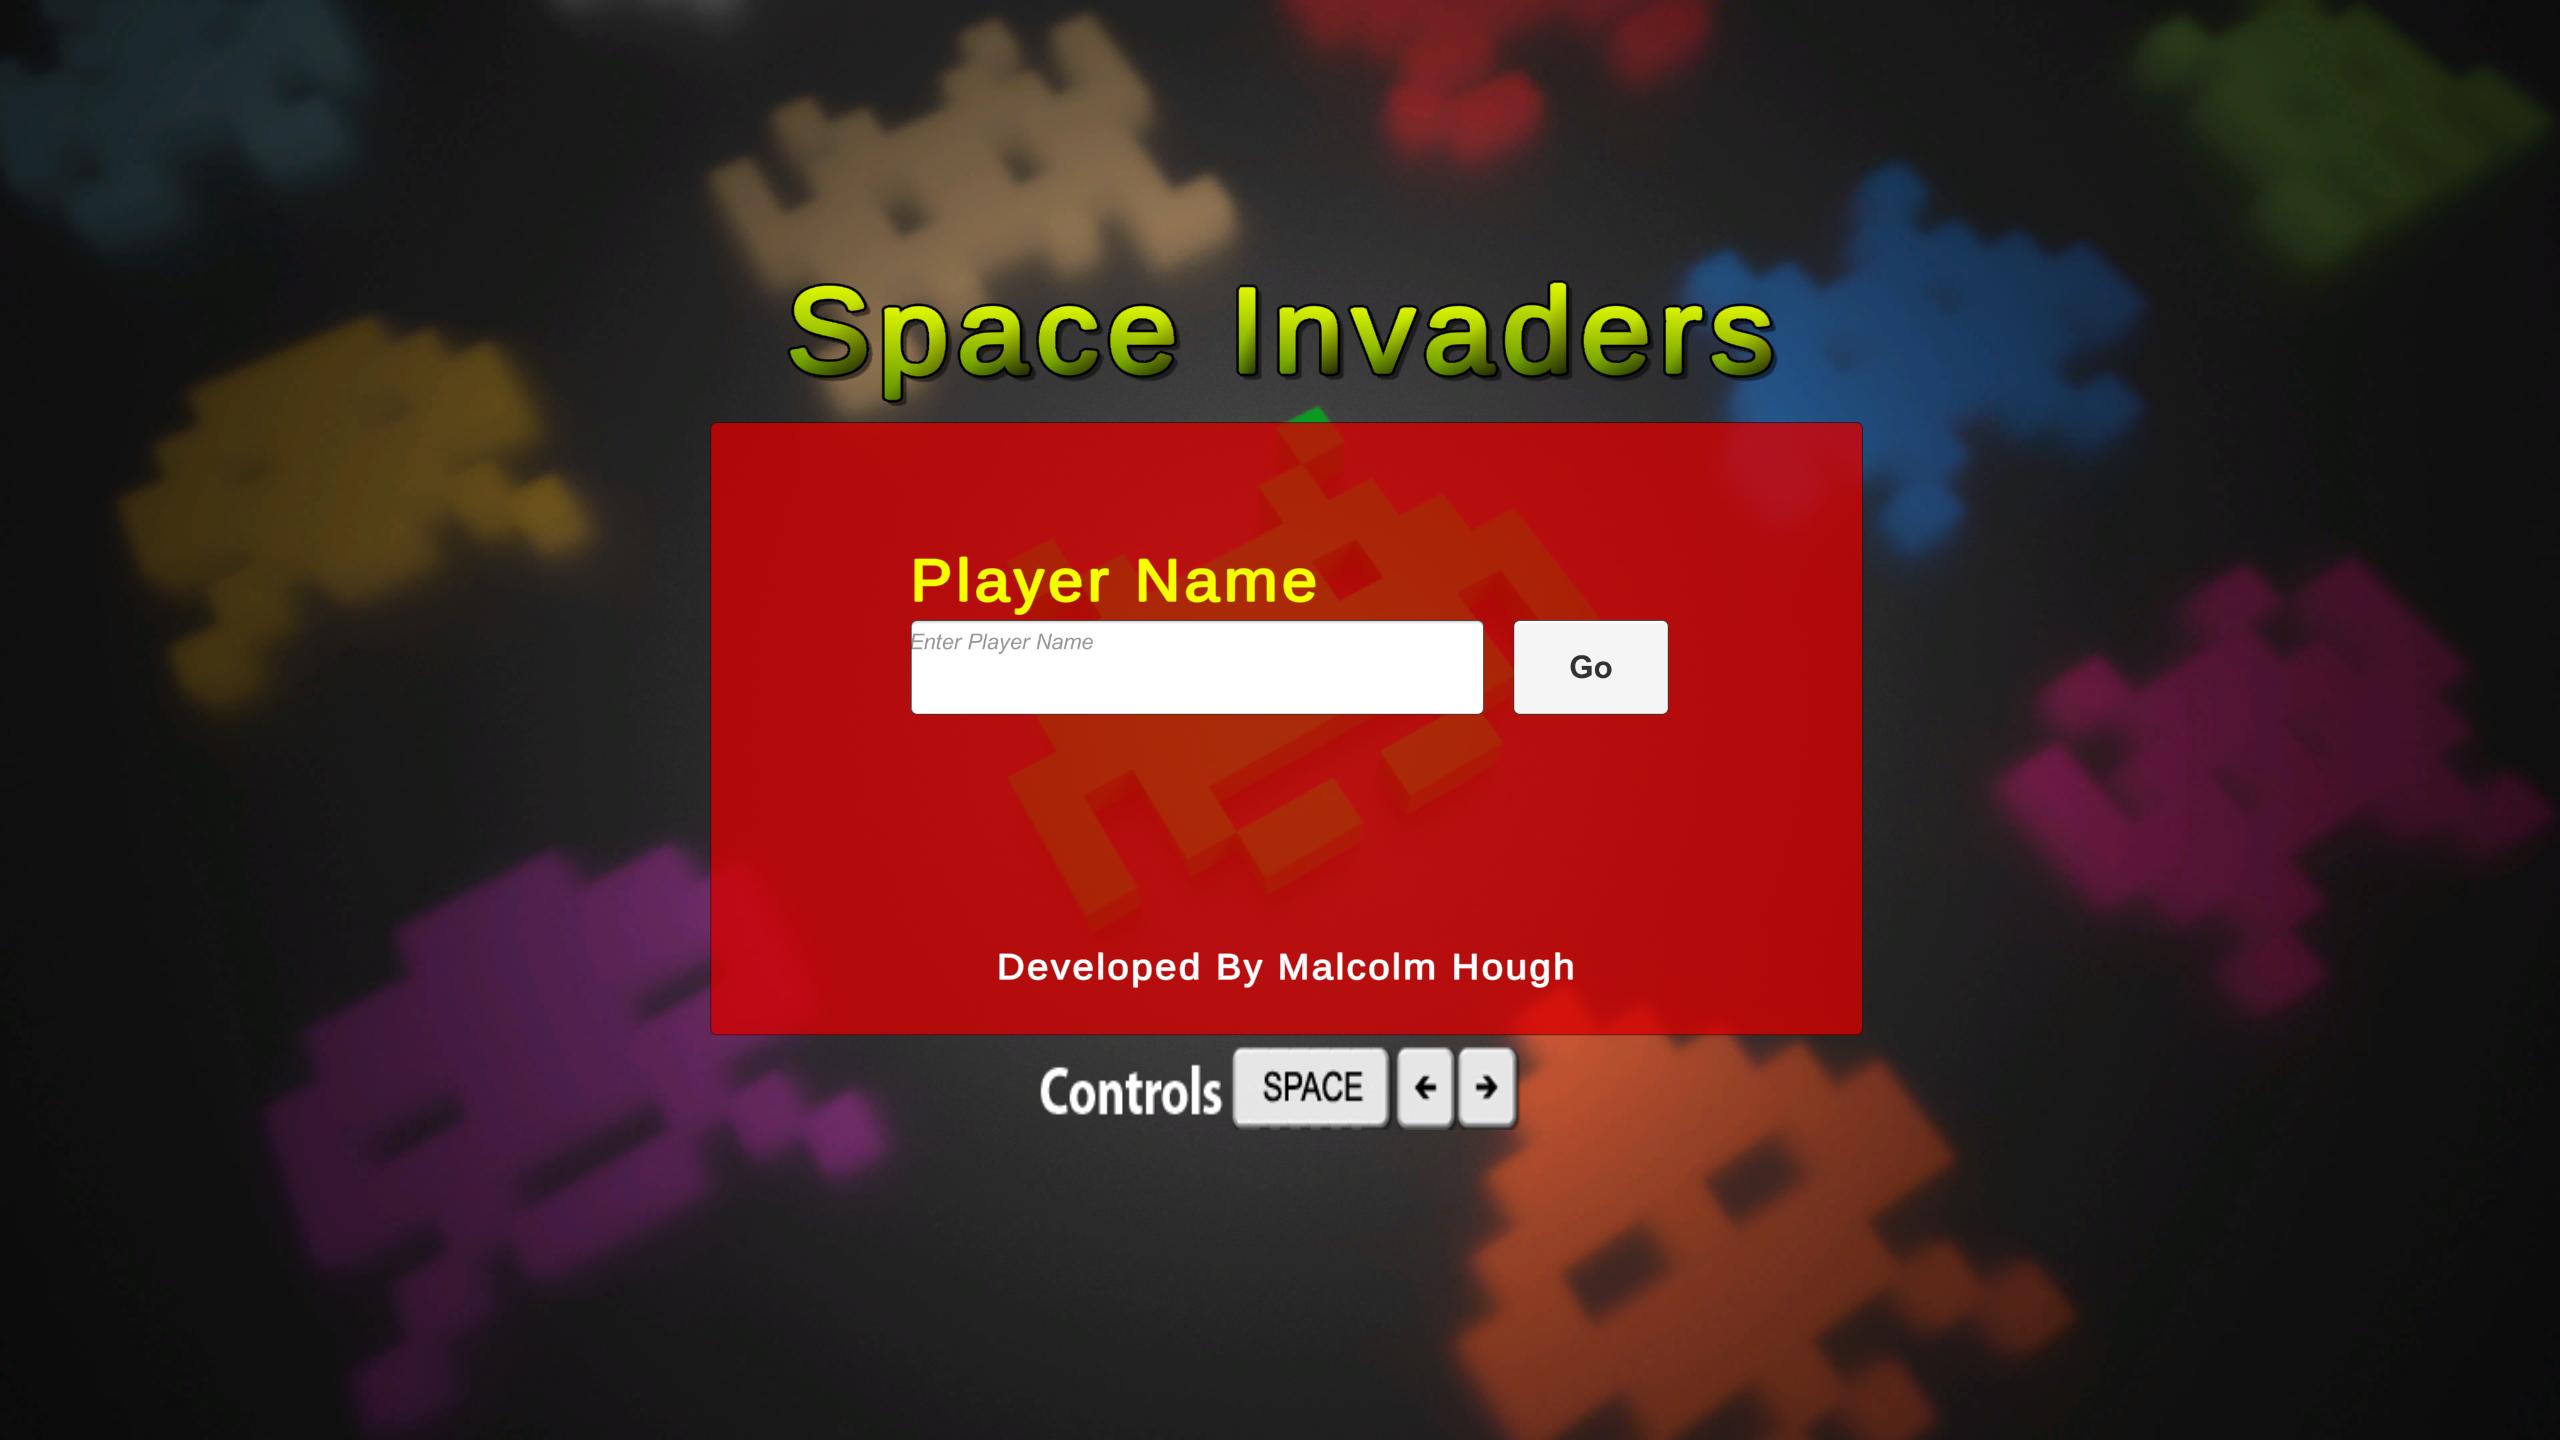 Space Invaders
Player Name
Enter Player Name
Go
Developed By Malcolm Hough
Controls SPACE ← →